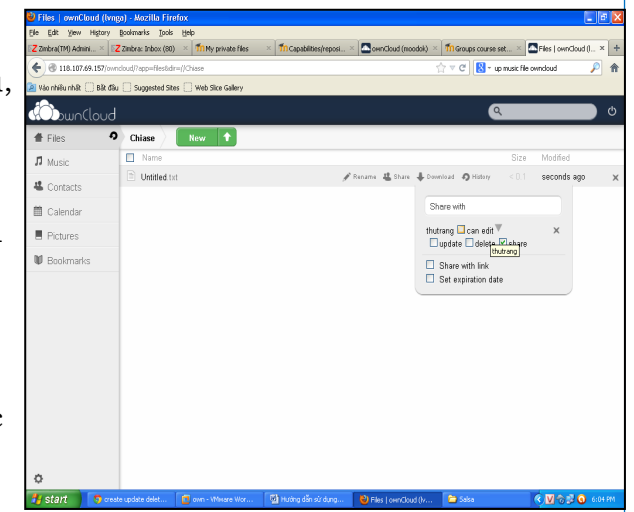 Files | ownCloud (lvnga) - Mozilla Firefox
File Edit View History Bookmarks Tools Help
Zimbra(TM) Admini... Zimbra: Inbox (80) My private files Capabilities/reposi... ownCloud (moodok) Groups course set... Files | ownCloud (l...
118.107.69.157/owncloud/?app=files&dir=//Chiase up music file owncloud
Vào nhiều nhất Bắt đầu Suggested Sites Web Slice Gallery
ownCloud
Files Chiase New
Music Name Size Modified
Untitled.txt Rename Share Download History < 0.1 seconds ago x
Contacts
Calendar
Pictures
Bookmarks
Share with
thutrang can edit x
update delete share
thutrang
Share with link
Set expiration date
start create update delet... own - VMware Wor... Hướng dẫn sử dụng... Files | ownCloud (lv... Salsa 6:04 PM